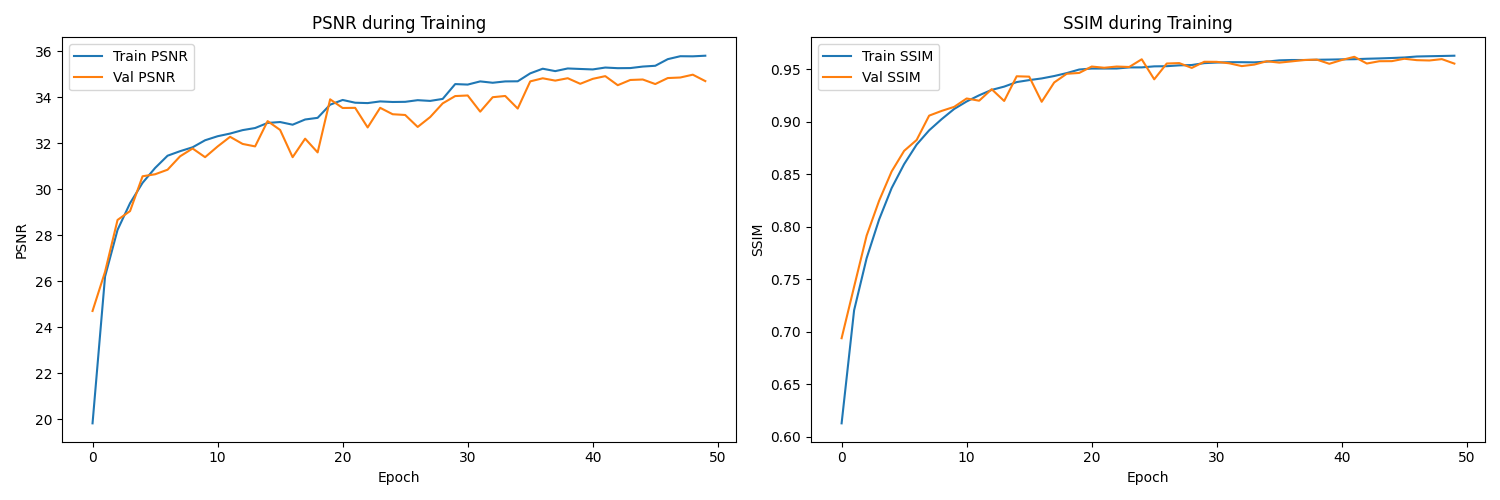 PSNR during Training
Train PSNR
Val PSNR
PSNR
36
34
32
30
28
26
24
22
20
0 10 20 30 40 50
Epoch
SSIM during Training
Train SSIM
Val SSIM
SSIM
0.95
0.90
0.85
0.80
0.75
0.70
0.65
0.60
0 10 20 30 40 50
Epoch